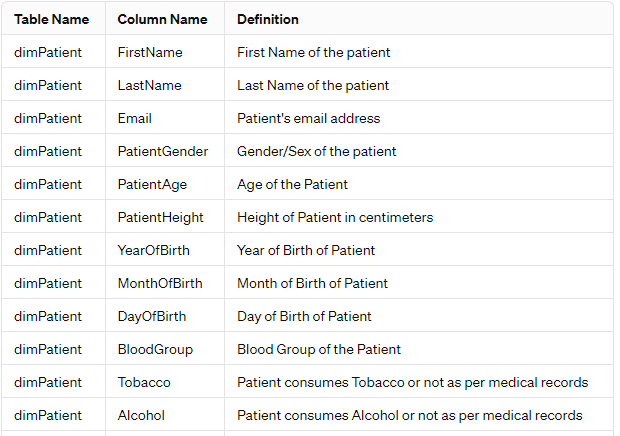 Table Name Column Name Definition
dimPatient FirstName First Name of the patient
dimPatient LastName Last Name of the patient
dimPatient Email Patient's email address
dimPatient PatientGender Gender/Sex of the patient
dimPatient PatientAge Age of the Patient
dimPatient PatientHeight Height of Patient in centimeters
dimPatient YearOfBirth Year of Birth of Patient
dimPatient MonthOfBirth Month of Birth of Patient
dimPatient DayOfBirth Day of Birth of Patient
dimPatient BloodGroup Blood Group of the Patient
dimPatient Tobacco Patient consumes Tobacco or not as per medical records
dimPatient Alcohol Patient consumes Alcohol or not as per medical records